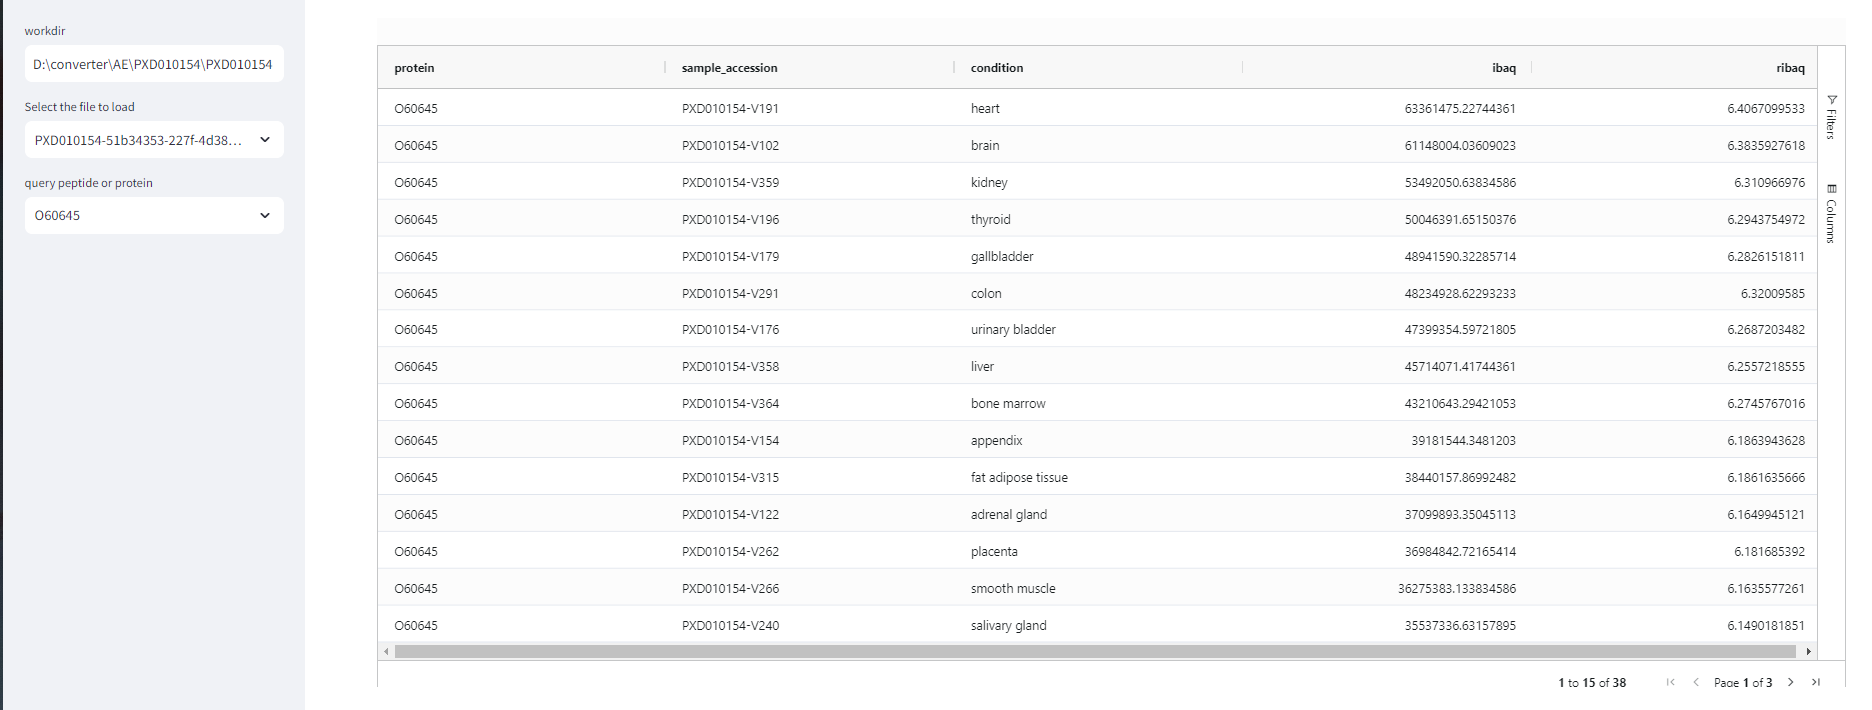 workdir
D:\converter\AE\PXD010154\PXD010154
Select the file to load
PXD010154-51b34353-227f-4d38...
query peptide or protein
O60645
protein sample_accession condition ibaq ribaq
O60645 PXD010154-V191 heart 63361475.22744361 6.4067099533
O60645 PXD010154-V102 brain 61148004.03609023 6.3835927618
O60645 PXD010154-V359 kidney 53492050.63834586 6.310966976
O60645 PXD010154-V196 thyroid 50046391.65150376 6.2943754972
O60645 PXD010154-V179 gallbladder 48941590.32285714 6.2826151811
O60645 PXD010154-V291 colon 48234928.62293233 6.32009585
O60645 PXD010154-V176 urinary bladder 47399354.59721805 6.2687203482
O60645 PXD010154-V358 liver 45714071.41744361 6.2557218555
O60645 PXD010154-V364 bone marrow 43210643.29421053 6.2745767016
O60645 PXD010154-V154 appendix 39181544.3481203 6.1863943628
O60645 PXD010154-V315 fat adipose tissue 38440157.86992482 6.1861635666
O60645 PXD010154-V122 adrenal gland 37099893.35045113 6.1649945121
O60645 PXD010154-V262 placenta 36984842.72165414 6.181685392
O60645 PXD010154-V266 smooth muscle 36275383.133834586 6.1635577261
O60645 PXD010154-V240 salivary gland 35537336.63157895 6.1490181851
Filters
Columns
1 to 15 of 38 Page 1 of 3